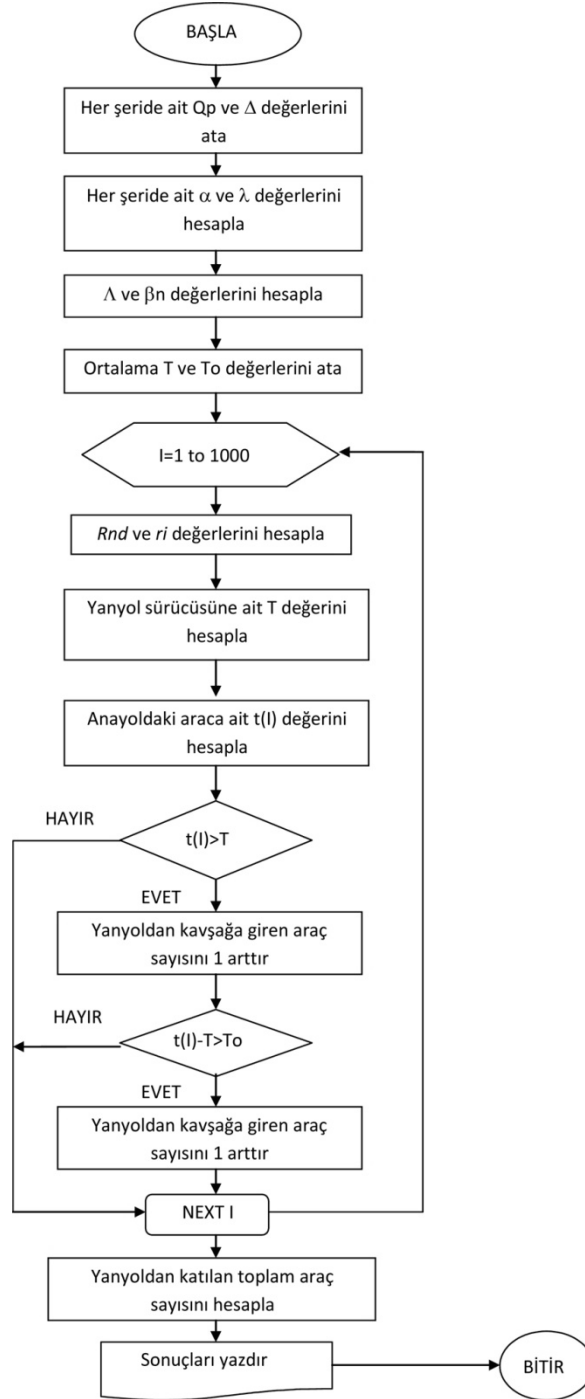 BAŞLA
Her şeride ait Qp ve Δ değerlerini
ata
Her şeride ait α ve λ değerlerini
hesapla
Λ ve βn değerlerini hesapla
Ortalama T ve To değerlerini ata
I=1 to 1000
Rnd ve ri değerlerini hesapla
Yanyol sürücüsüne ait T değerini
hesapla
Anayoldaki araca ait t(I) değerini
hesapla
HAYIR
t(I)>T
EVET
Yanyoldan kavşağa giren araç
sayısını 1 arttır
HAYIR
t(I)-T>To
EVET
Yanyoldan kavşağa giren araç
sayısını 1 arttır
NEXT I
Yanyoldan katılan toplam araç
sayısını hesapla
Sonuçları yazdır
BİTİR